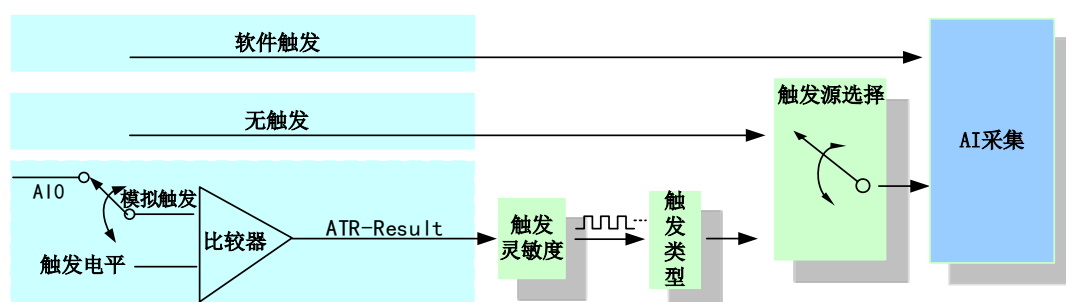 软件触发
无触发
触发源选择
AI采集
AI0
模拟触发
比较器
触发电平
ATR-Result
触发
灵敏度
触
发
类
型